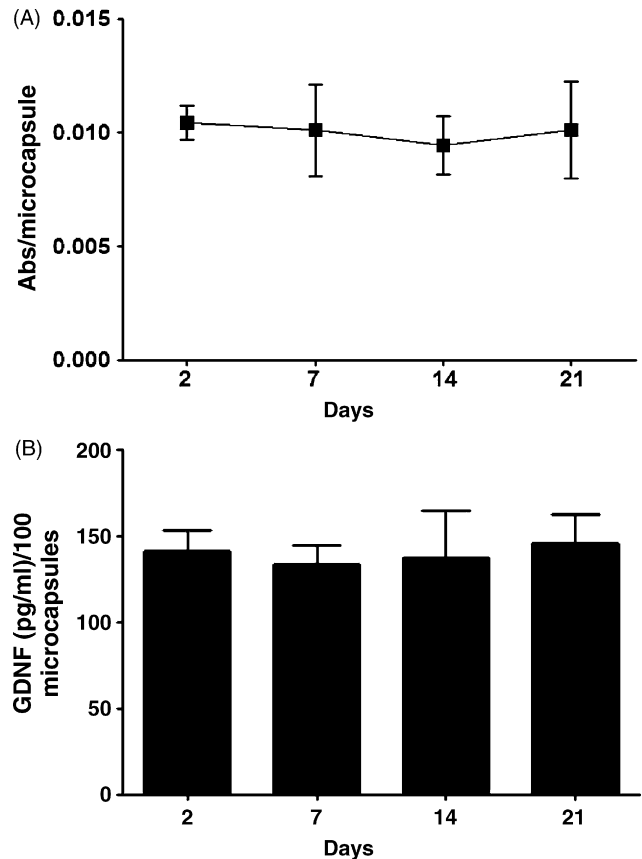 (A)
0.015
0.010
0.005
0.000
Abs/microcapsule
2 7 14 21
Days
(B)
200
150
100
50
0
GDNF (pg/ml)/100
microcapsules
2 7 14 21
Days